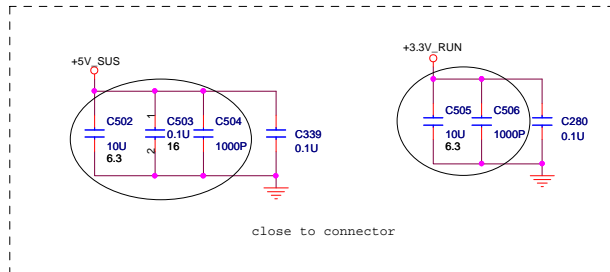 +5V_SUS
C502
10U
6.3
1
2
C503
0.1U
16
C504
1000P
C339
0.1U
+3.3V_RUN
C505
10U
6.3
C506
1000P
C280
0.1U
close to connector